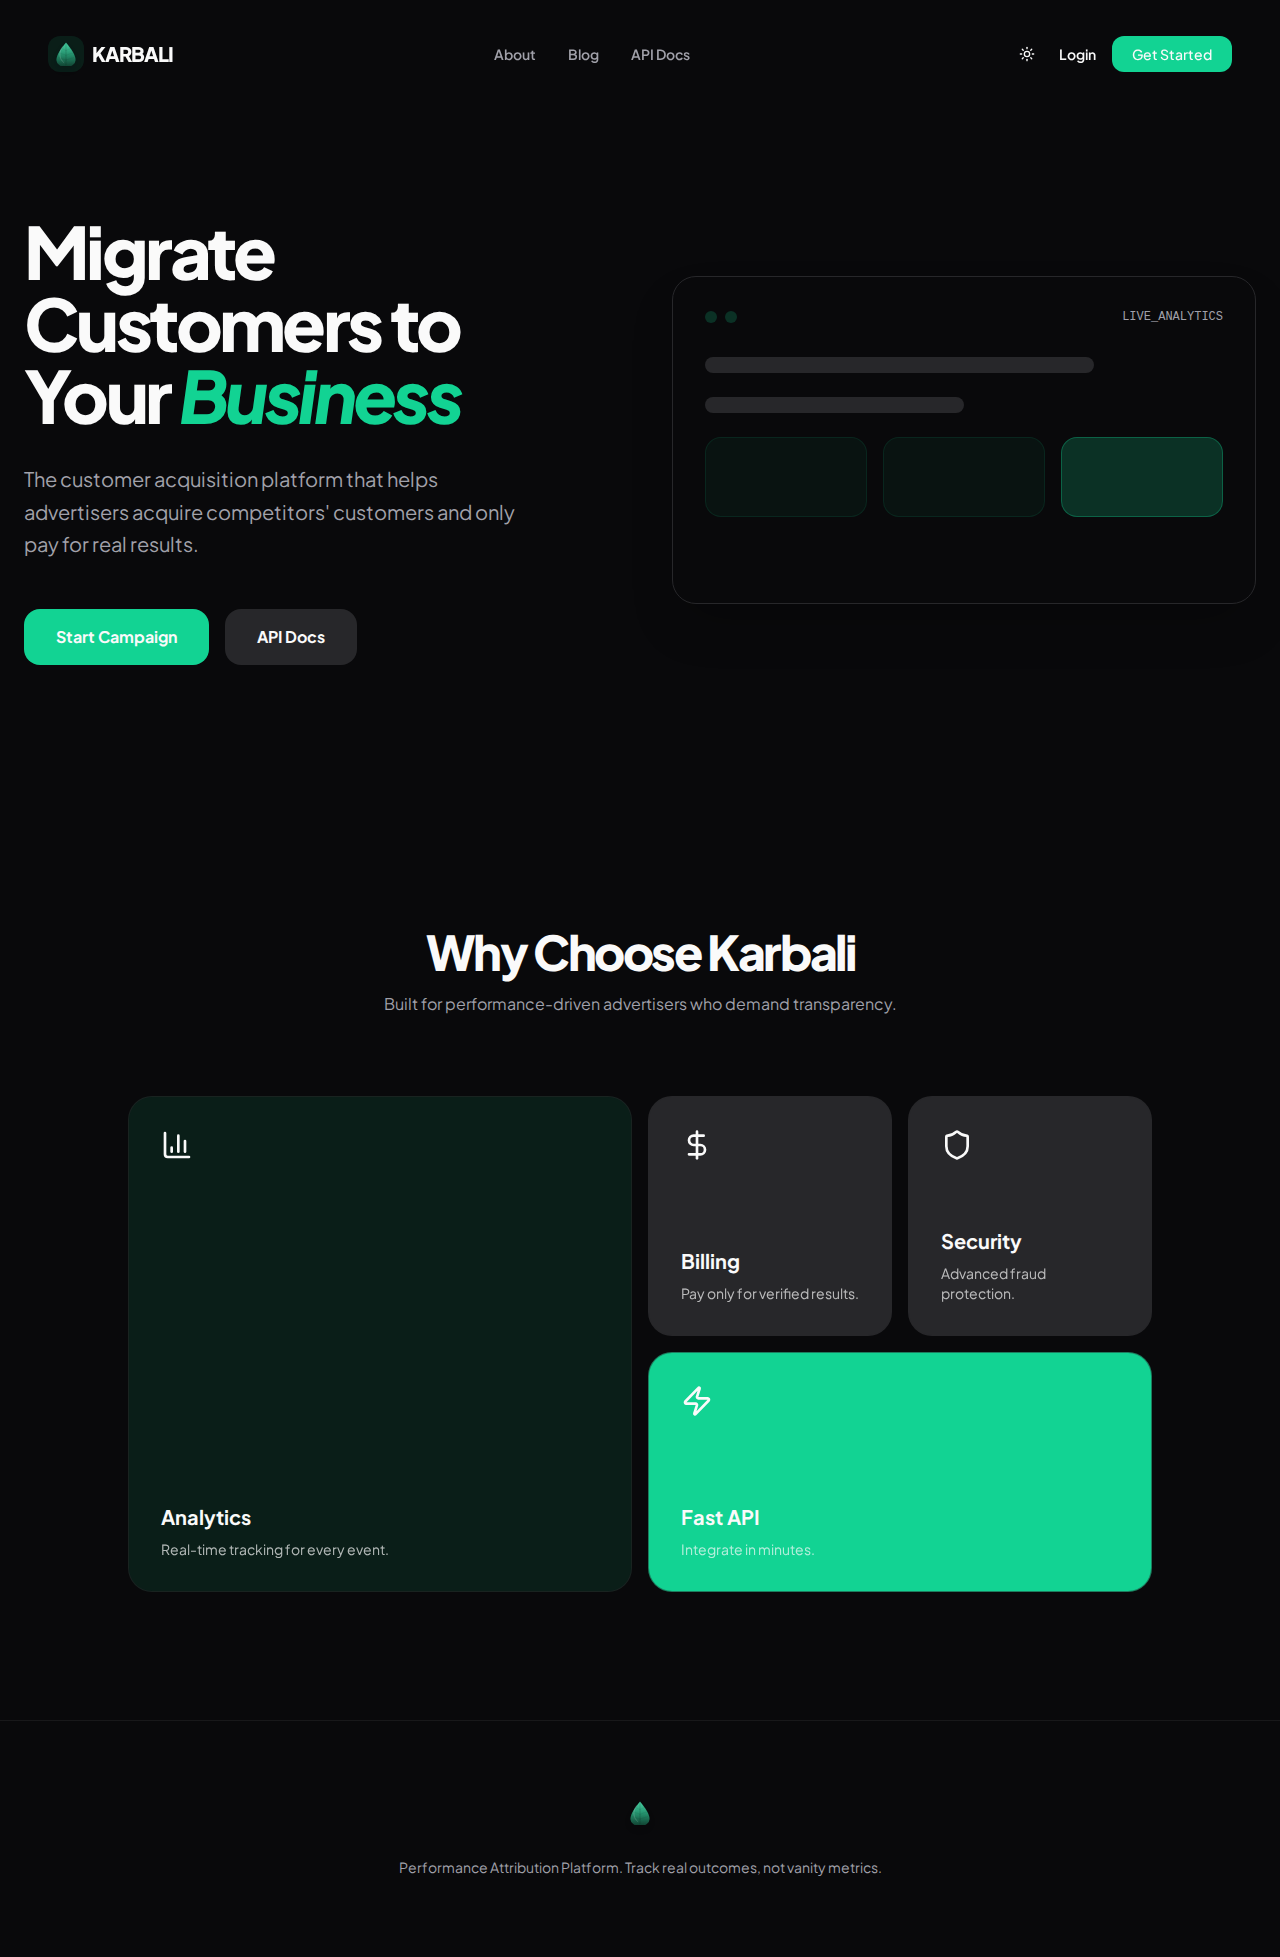 KARBALI
About
Blog
API Docs
Login
Get Started
Migrate
Customers to
Your Business
The customer acquisition platform that helps
advertisers acquire competitors' customers and only
pay for real results.
Start Campaign
API Docs
LIVE_ANALYTICS
Why Choose Karbali
Built for performance-driven advertisers who demand transparency.
Analytics
Real-time tracking for every event.
Billing
Pay only for verified results.
Security
Advanced fraud
protection.
Fast API
Integrate in minutes.
Performance Attribution Platform. Track real outcomes, not vanity metrics.